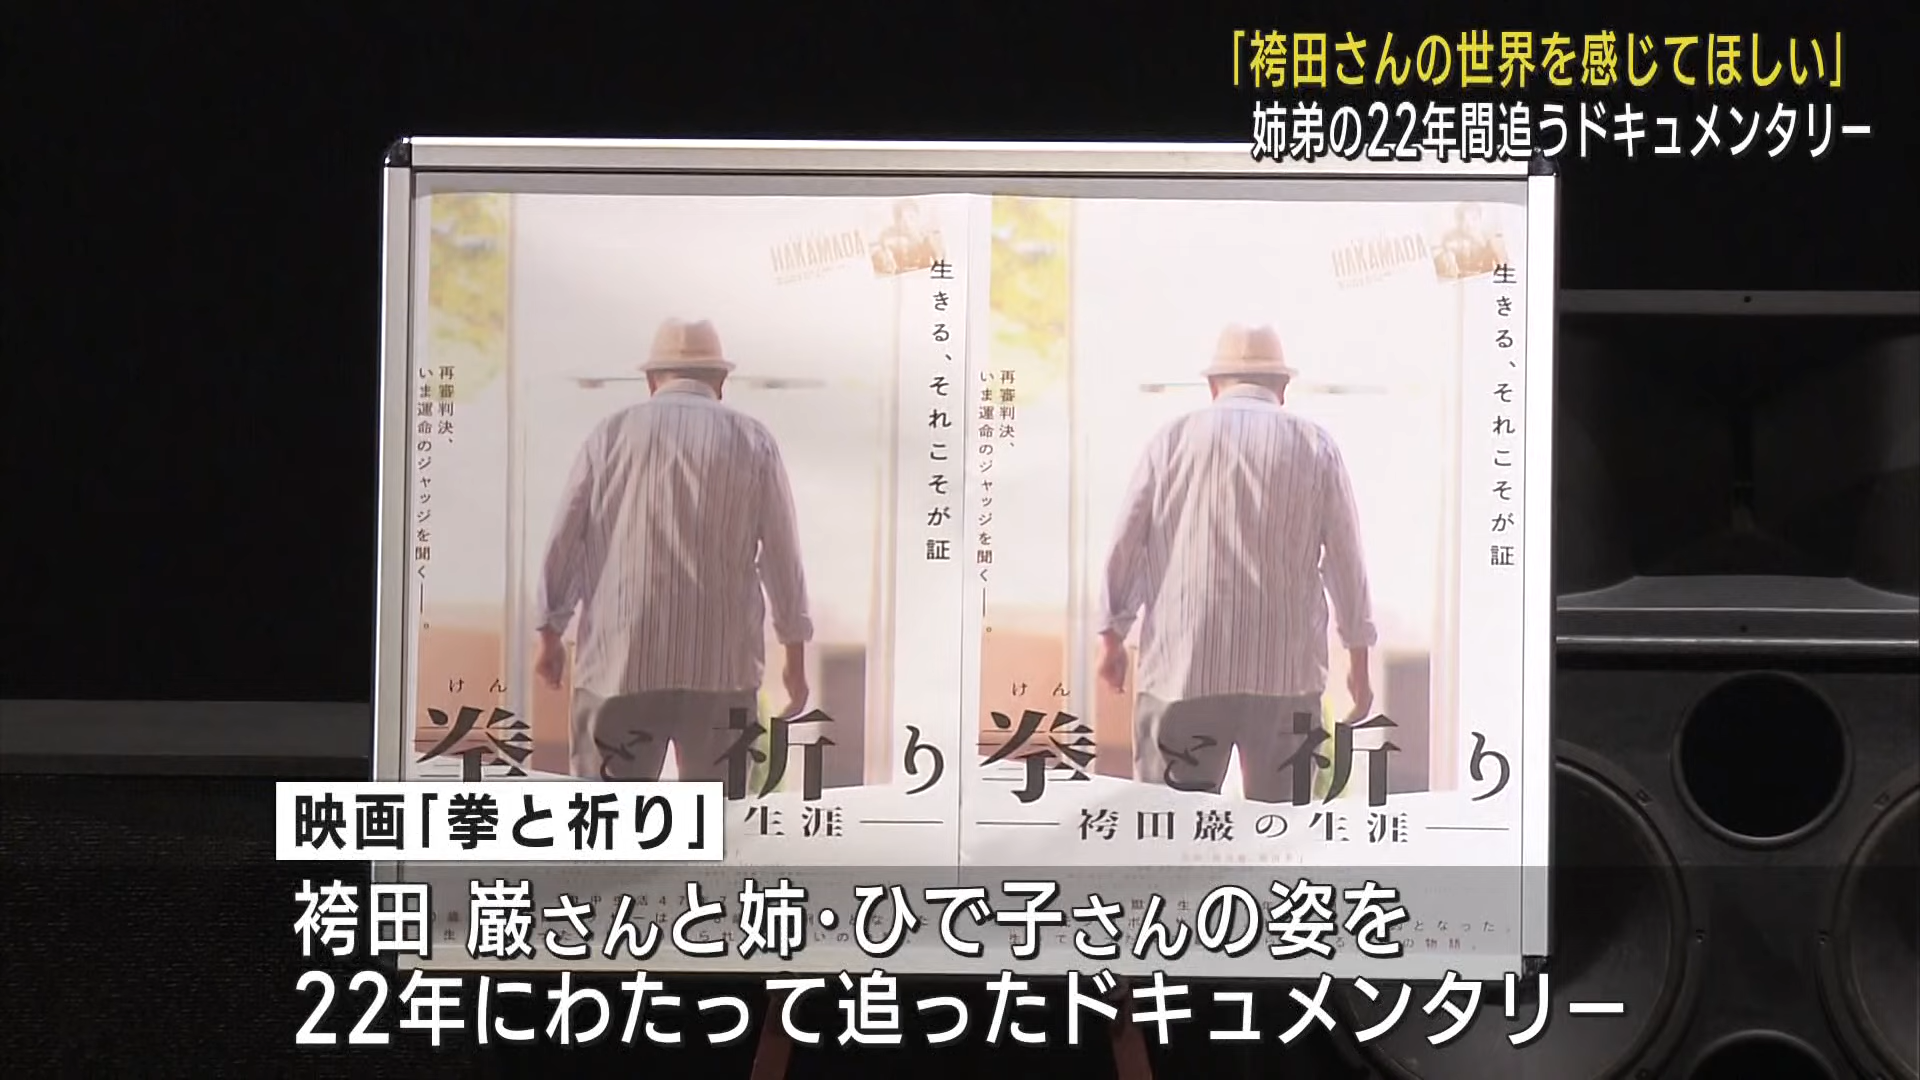 「袴田さんの世界を感じてほしい」
姉弟の22年間追うドキュメンタリー
HAKAMADA
生きる、それこそが証
再審判決、
いま運命のジャッジを聞く――。
けん
拳と祈り
生涯
HAKAMADA
生きる、それこそが証
再審判決、
いま運命のジャッジを聞く――。
けん
拳と祈り
袴田巖の生涯
映画「拳と祈り」
袴田 巌さんと姉・ひで子さんの姿を
22年にわたって追ったドキュメンタリー